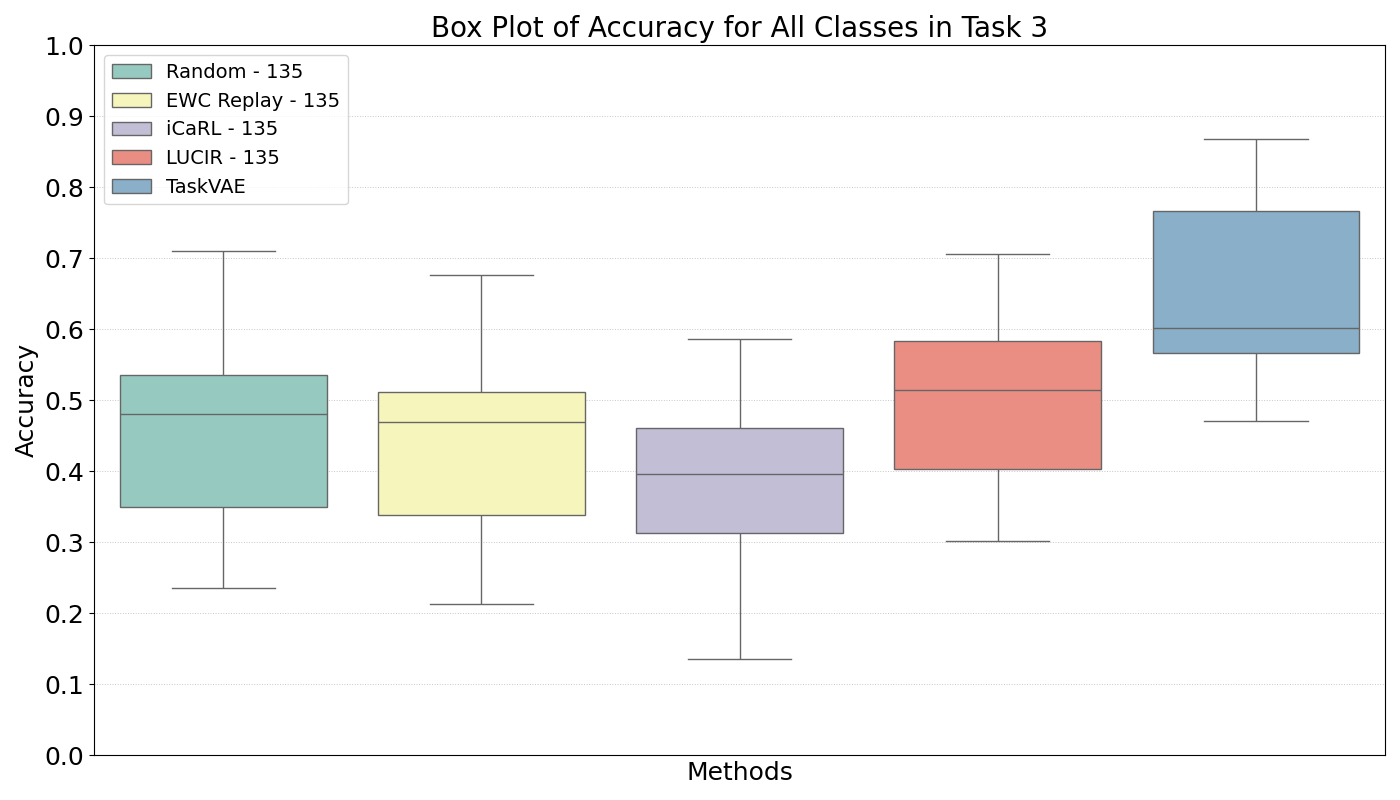 Box Plot of Accuracy for All Classes in Task 3
1.0
0.9
0.8
0.7
0.6
0.5
0.4
0.3
0.2
0.1
0.0
Accuracy
Random - 135
EWC Replay - 135
iCaRL - 135
LUCIR - 135
TaskVAE
Methods